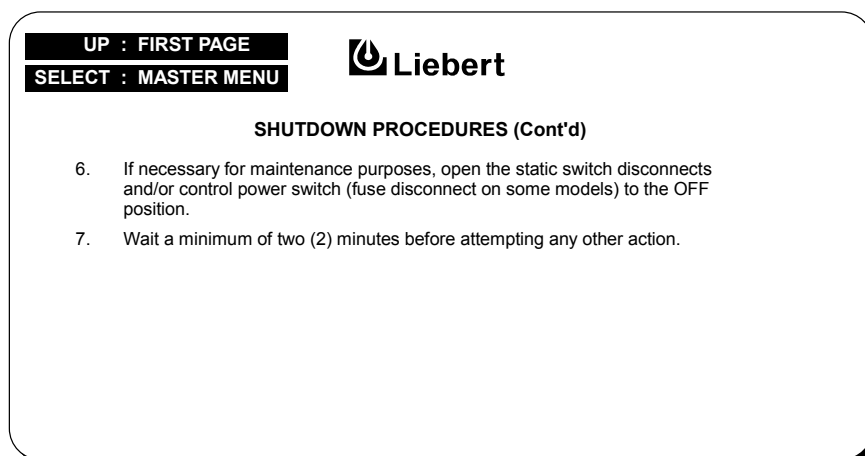 UP : FIRST PAGE
SELECT : MASTER MENU
Liebert
SHUTDOWN PROCEDURES (Cont'd)
6. If necessary for maintenance purposes, open the static switch disconnects
and/or control power switch (fuse disconnect on some models) to the OFF
position.
7. Wait a minimum of two (2) minutes before attempting any other action.